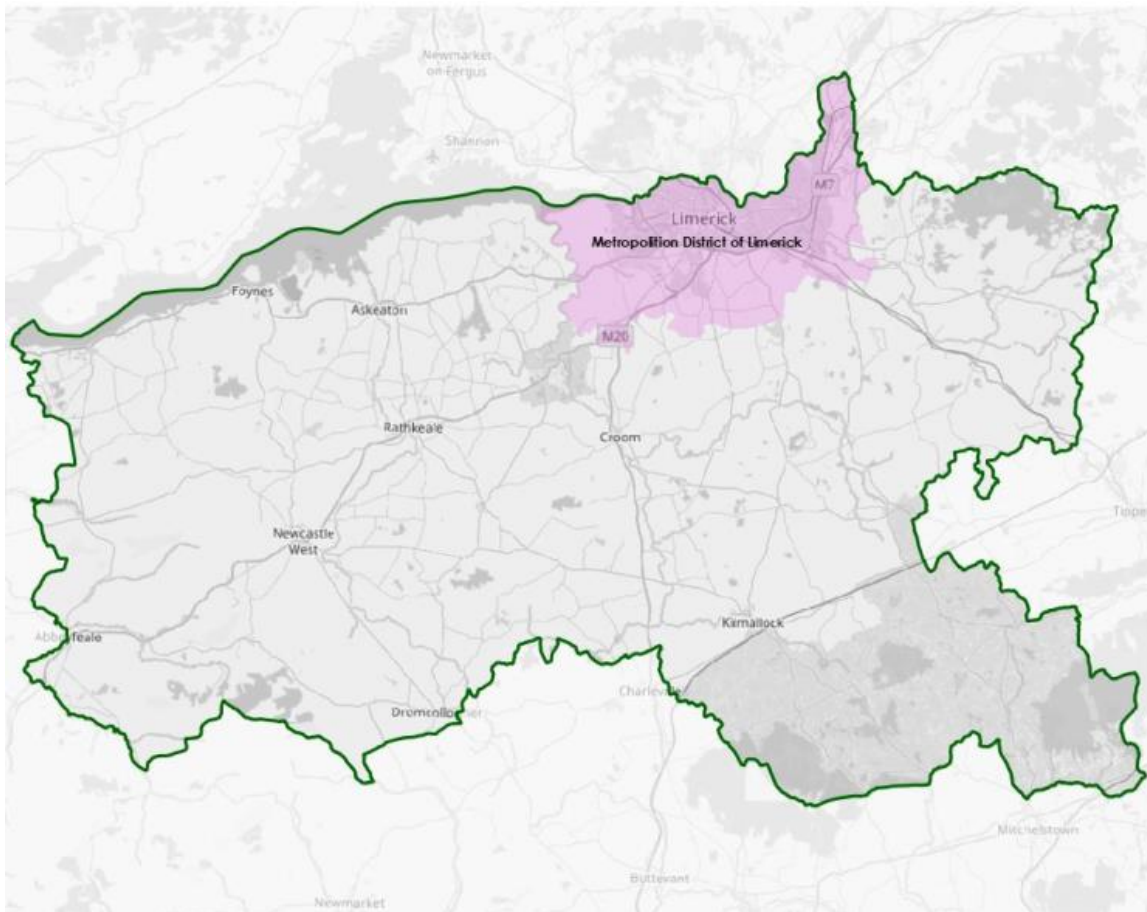 Newmarket
on-Fergus
Shannon
M7
Limerick
Metropolition District of Limerick
Foynes
Askeaton
M20
Rathkeale
Croom
Newcastle
West
Tippe
Kilmallock
Abbeyfeale
Charleville
Dromcollogher
Mitchelstown
Buttevant
Newmarket